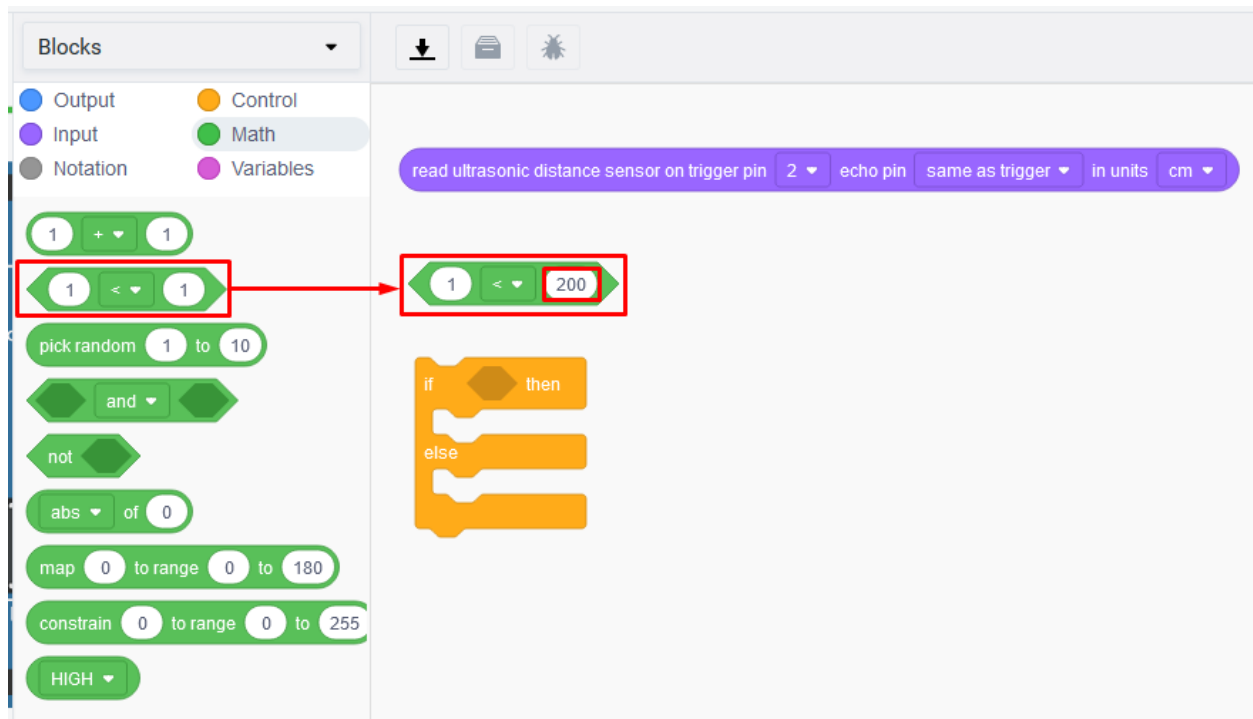 Blocks
Output Control
Input Math
Notation Variables
1 + 1
1 < 1
pick random 1 to 10
and
not
abs of 0
map 0 to range 0 to 180
constrain 0 to range 0 to 255
HIGH
read ultrasonic distance sensor on trigger pin 2 echo pin same as trigger in units cm
1 < 200
if then
else